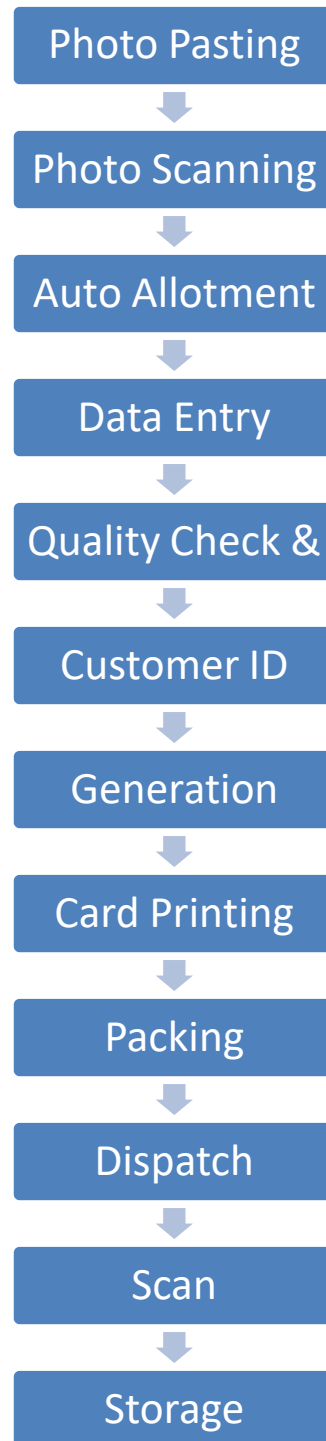 Photo Pasting
Photo Scanning
Auto Allotment
Data Entry
Quality Check &
Customer ID
Generation
Card Printing
Packing
Dispatch
Scan
Storage